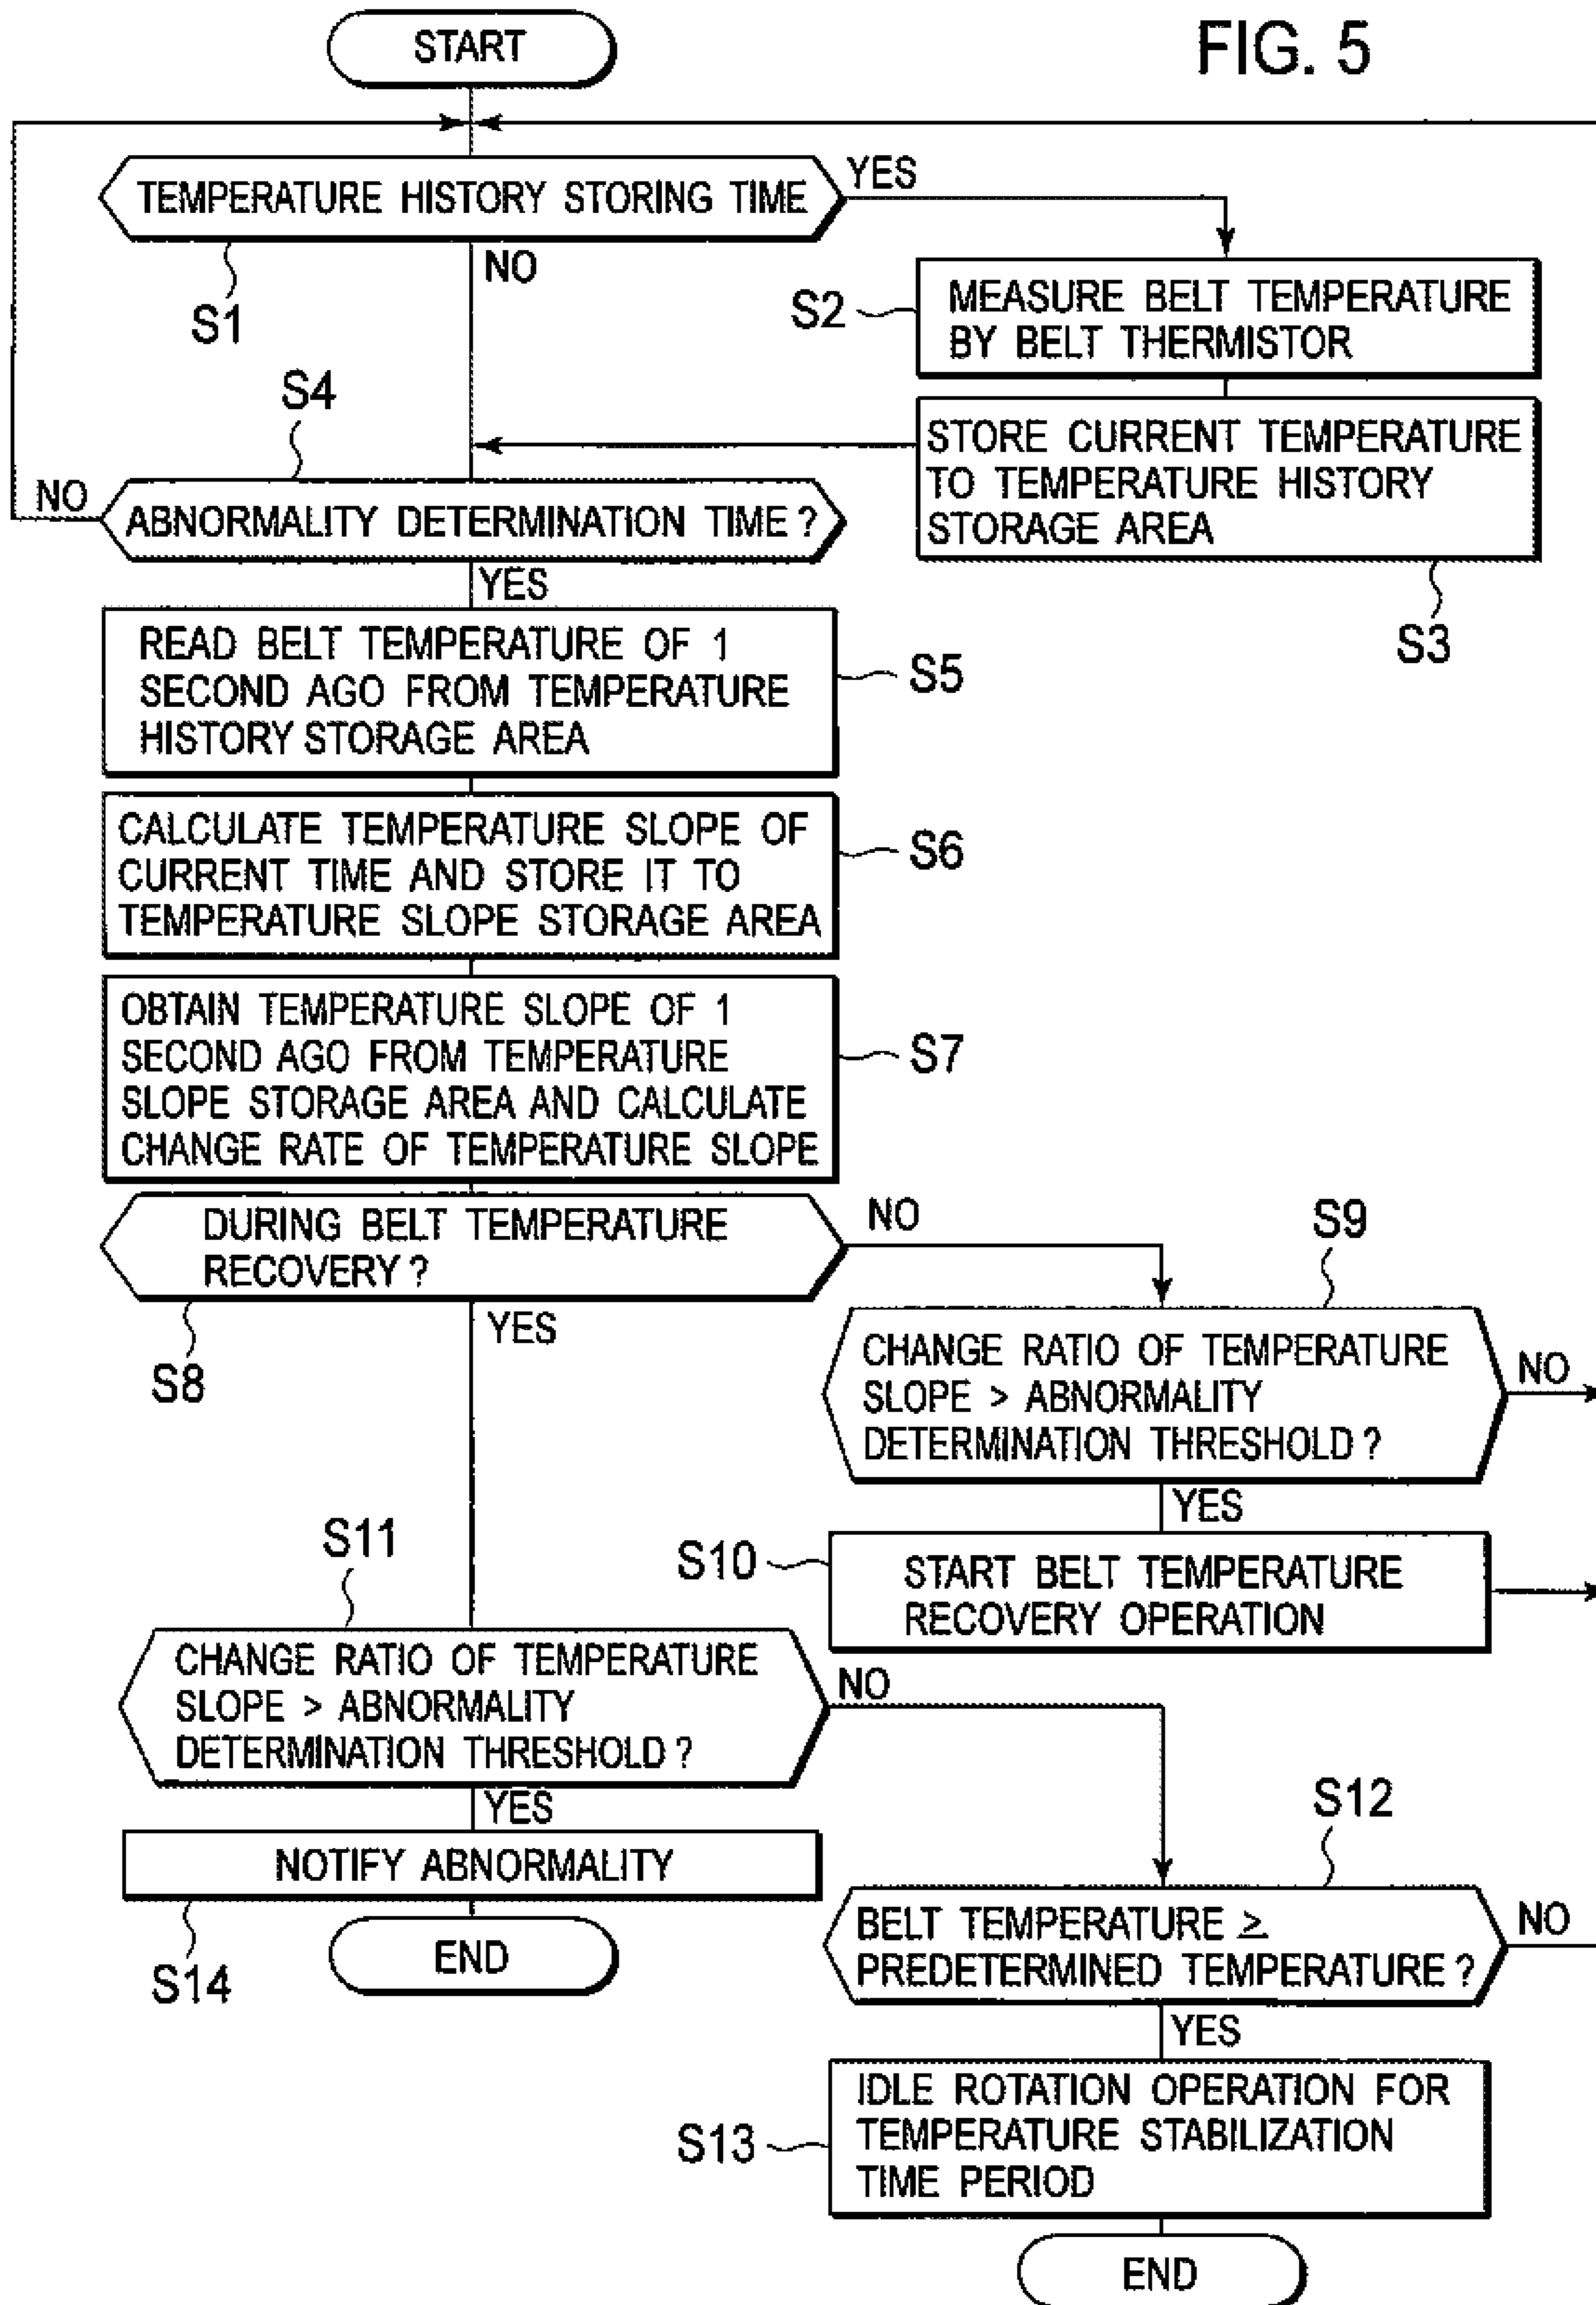 FIG. 5
START
TEMPERATURE HISTORY STORING TIME
YES
NO
S1
S2
MEASURE BELT TEMPERATURE
BY BELT THERMISTOR
STORE CURRENT TEMPERATURE
TO TEMPERATURE HISTORY
STORAGE AREA
S3
S4
NO
ABNORMALITY DETERMINATION TIME?
YES
READ BELT TEMPERATURE OF 1
SECOND AGO FROM TEMPERATURE
HISTORY STORAGE AREA
S5
CALCULATE TEMPERATURE SLOPE OF
CURRENT TIME AND STORE IT TO
TEMPERATURE SLOPE STORAGE AREA
S6
OBTAIN TEMPERATURE SLOPE OF 1
SECOND AGO FROM TEMPERATURE
SLOPE STORAGE AREA AND CALCULATE
CHANGE RATE OF TEMPERATURE SLOPE
S7
DURING BELT TEMPERATURE
RECOVERY?
NO
YES
S8
S9
CHANGE RATIO OF TEMPERATURE
SLOPE > ABNORMALITY
DETERMINATION THRESHOLD?
NO
YES
S10
START BELT TEMPERATURE
RECOVERY OPERATION
S11
CHANGE RATIO OF TEMPERATURE
SLOPE > ABNORMALITY
DETERMINATION THRESHOLD?
NO
YES
NOTIFY ABNORMALITY
S14
END
S12
BELT TEMPERATURE ≥
PREDETERMINED TEMPERATURE?
NO
YES
S13
IDLE ROTATION OPERATION FOR
TEMPERATURE STABILIZATION
TIME PERIOD
END